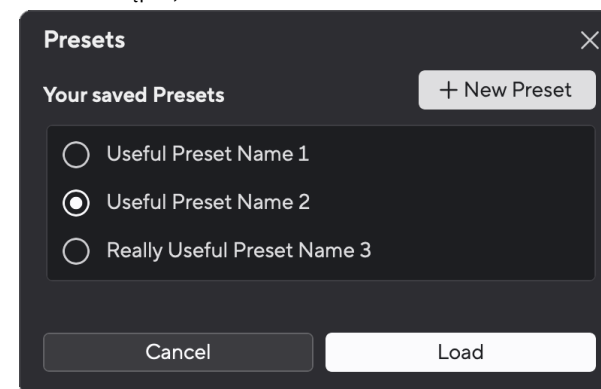 Presets
Your saved Presets
+ New Preset
Useful Preset Name 1
Useful Preset Name 2
Really Useful Preset Name 3
Cancel
Load